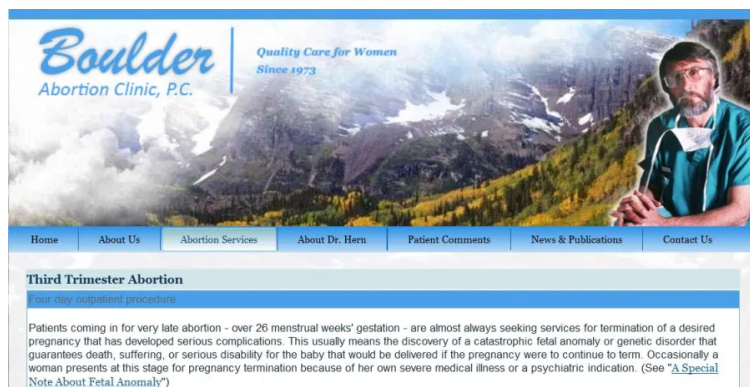 Boulder
Abortion Clinic, P.C.
Quality Care for Women
Since 1973
Home About Us Abortion Services About Dr. Hern Patient Comments News & Publications Contact Us
Third Trimester Abortion
Four day outpatient procedure
Patients coming in for very late abortion - over 26 menstrual weeks' gestation - are almost always seeking services for termination of a desired
pregnancy that has developed serious complications. This usually means the discovery of a catastrophic fetal anomaly or genetic disorder that
guarantees death, suffering, or serious disability for the baby that would be delivered if the pregnancy were to continue to term. Occasionally a
woman presents at this stage for pregnancy termination because of her own severe medical illness or a psychiatric indication. (See "A Special
Note About Fetal Anomaly")